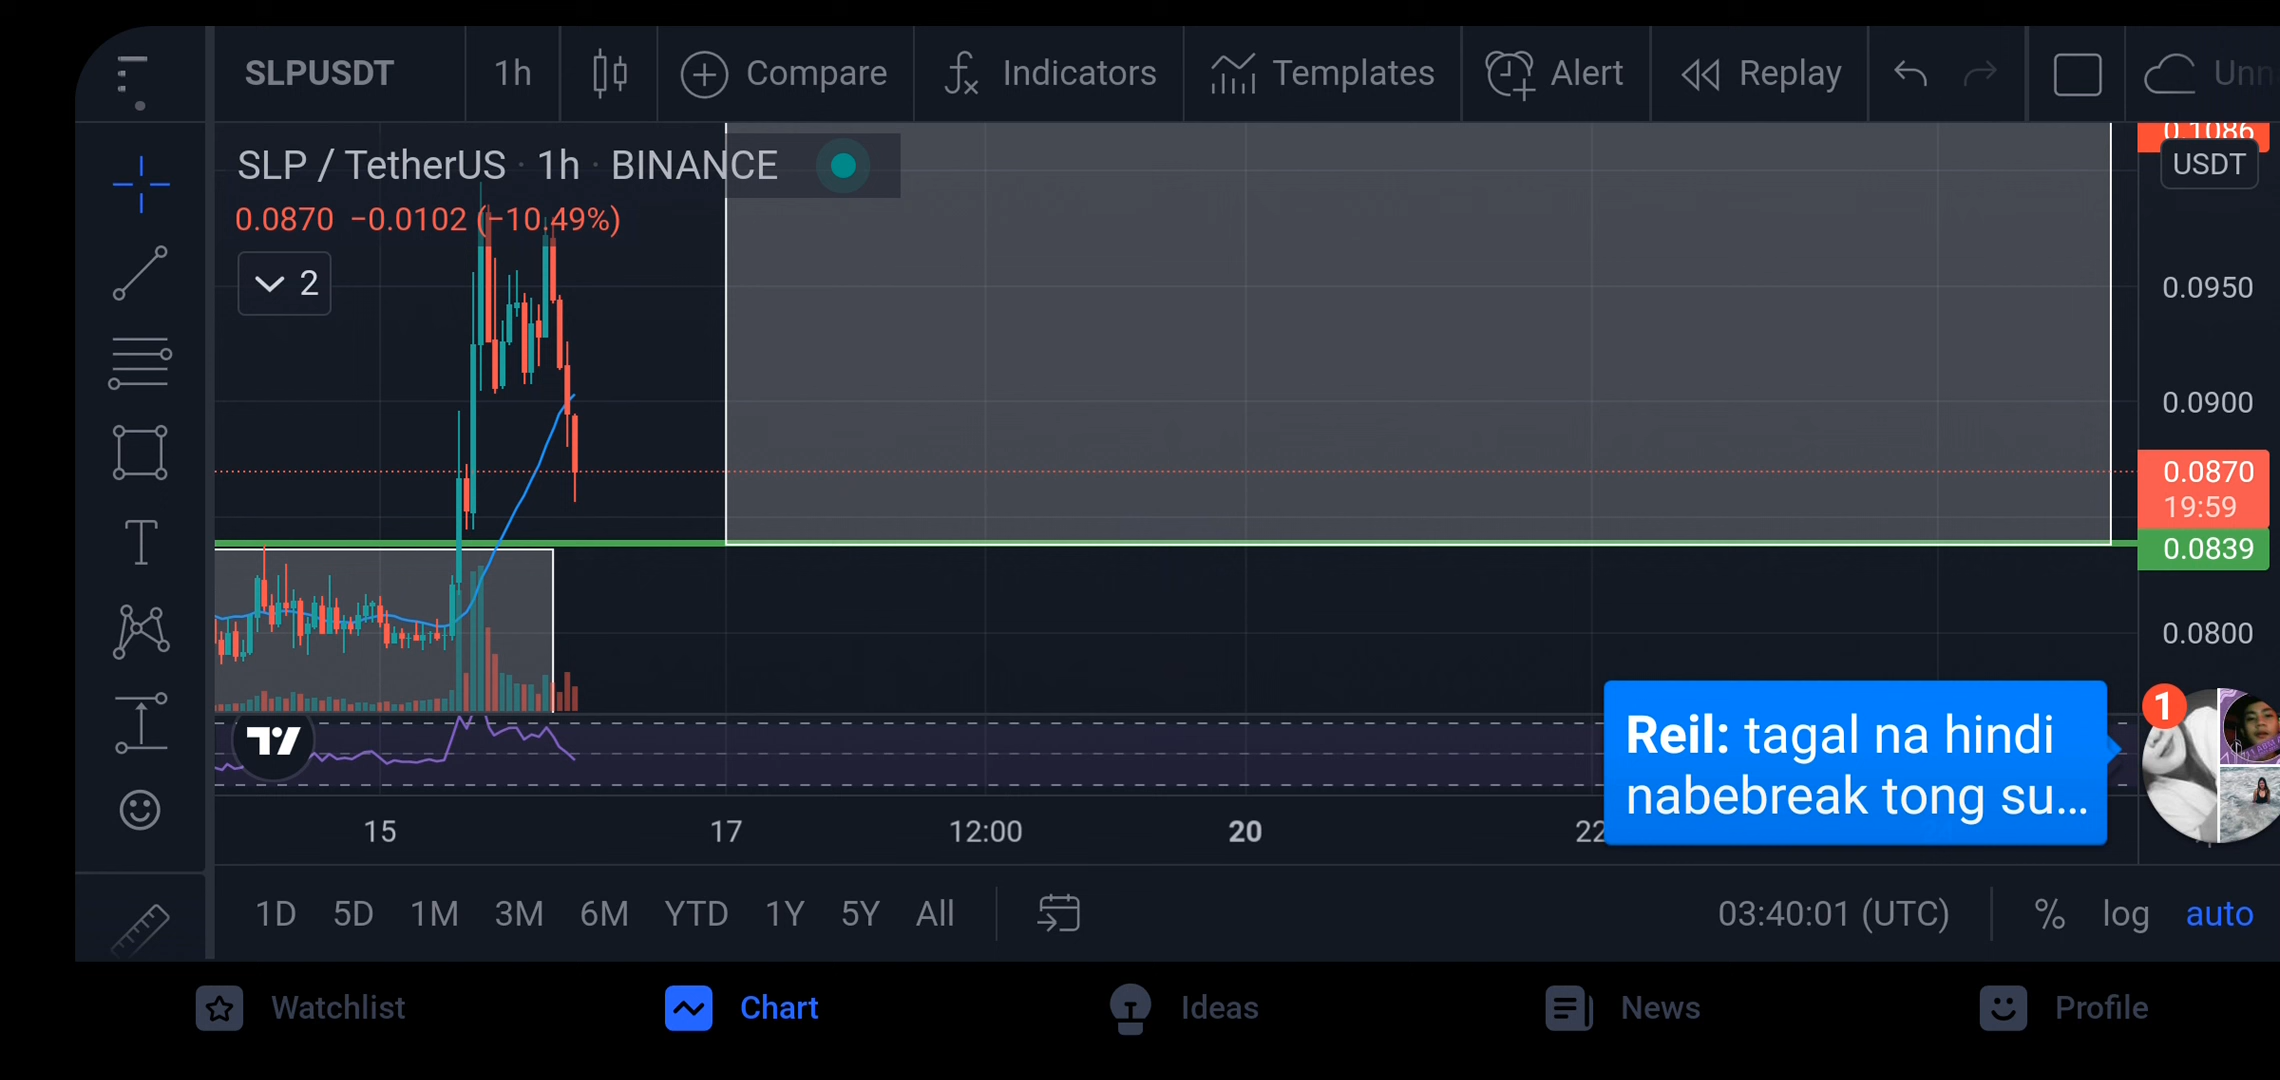 SLPUSDT 1h Compare Indicators Templates Alert Replay
SLP / TetherUS · 1h · BINANCE
0.0870 −0.0102 (−10.49%)
2
0.1086
USDT
0.0950
0.0900
0.0870
19:59
0.0839
0.0800
1
Reil: tagal na hindi
nabebreak tong su...
15 17 12:00 20 22
1D 5D 1M 3M 6M YTD 1Y 5Y All 03:40:01 (UTC) % log auto
Watchlist Chart Ideas News Profile